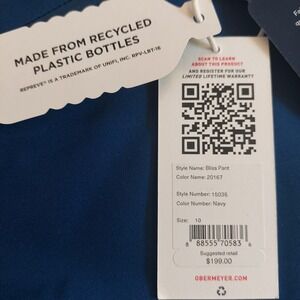 MADE FROM RECYCLED
PLASTIC BOTTLES
REPREVE® IS A TRADEMARK OF UNIFI, INC. RPV-LBT-16
SCAN TO LEARN
ABOUT THIS PRODUCT
AND REGISTER FOR OUR
LIMITED LIFETIME WARRANTY
Style Name: Bliss Pant
Color Name: 20167
Style Number: 15035
Color Number: Navy
Size: 10
8 88555 70583
Suggested retail
$199.00
OBERMEYER.COM